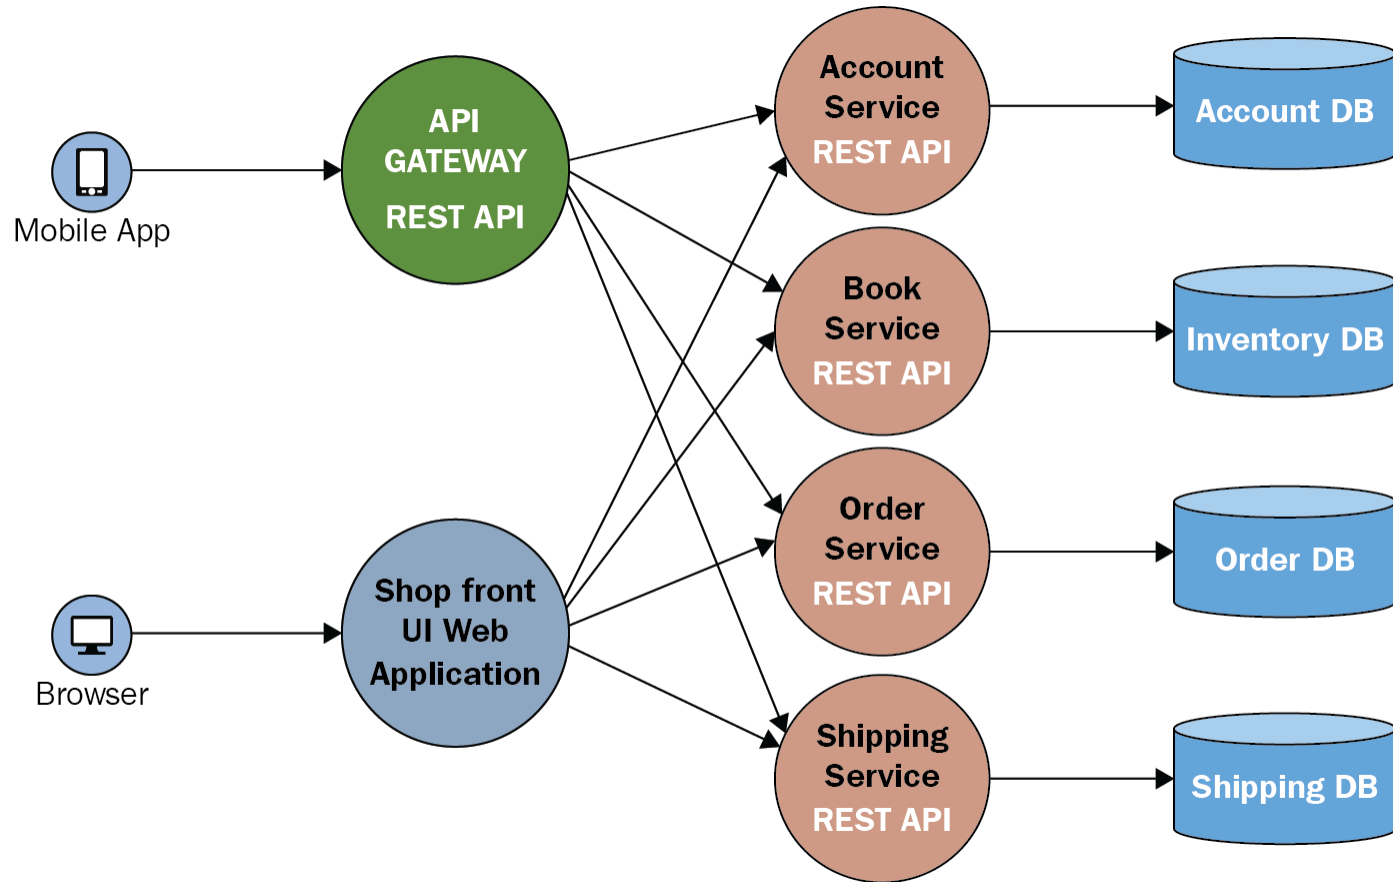 Mobile App
API
GATEWAY
REST API
Browser
Shop front
UI Web
Application
Account
Service
REST API
Book
Service
REST API
Order
Service
REST API
Shipping
Service
REST API
Account DB
Inventory DB
Order DB
Shipping DB